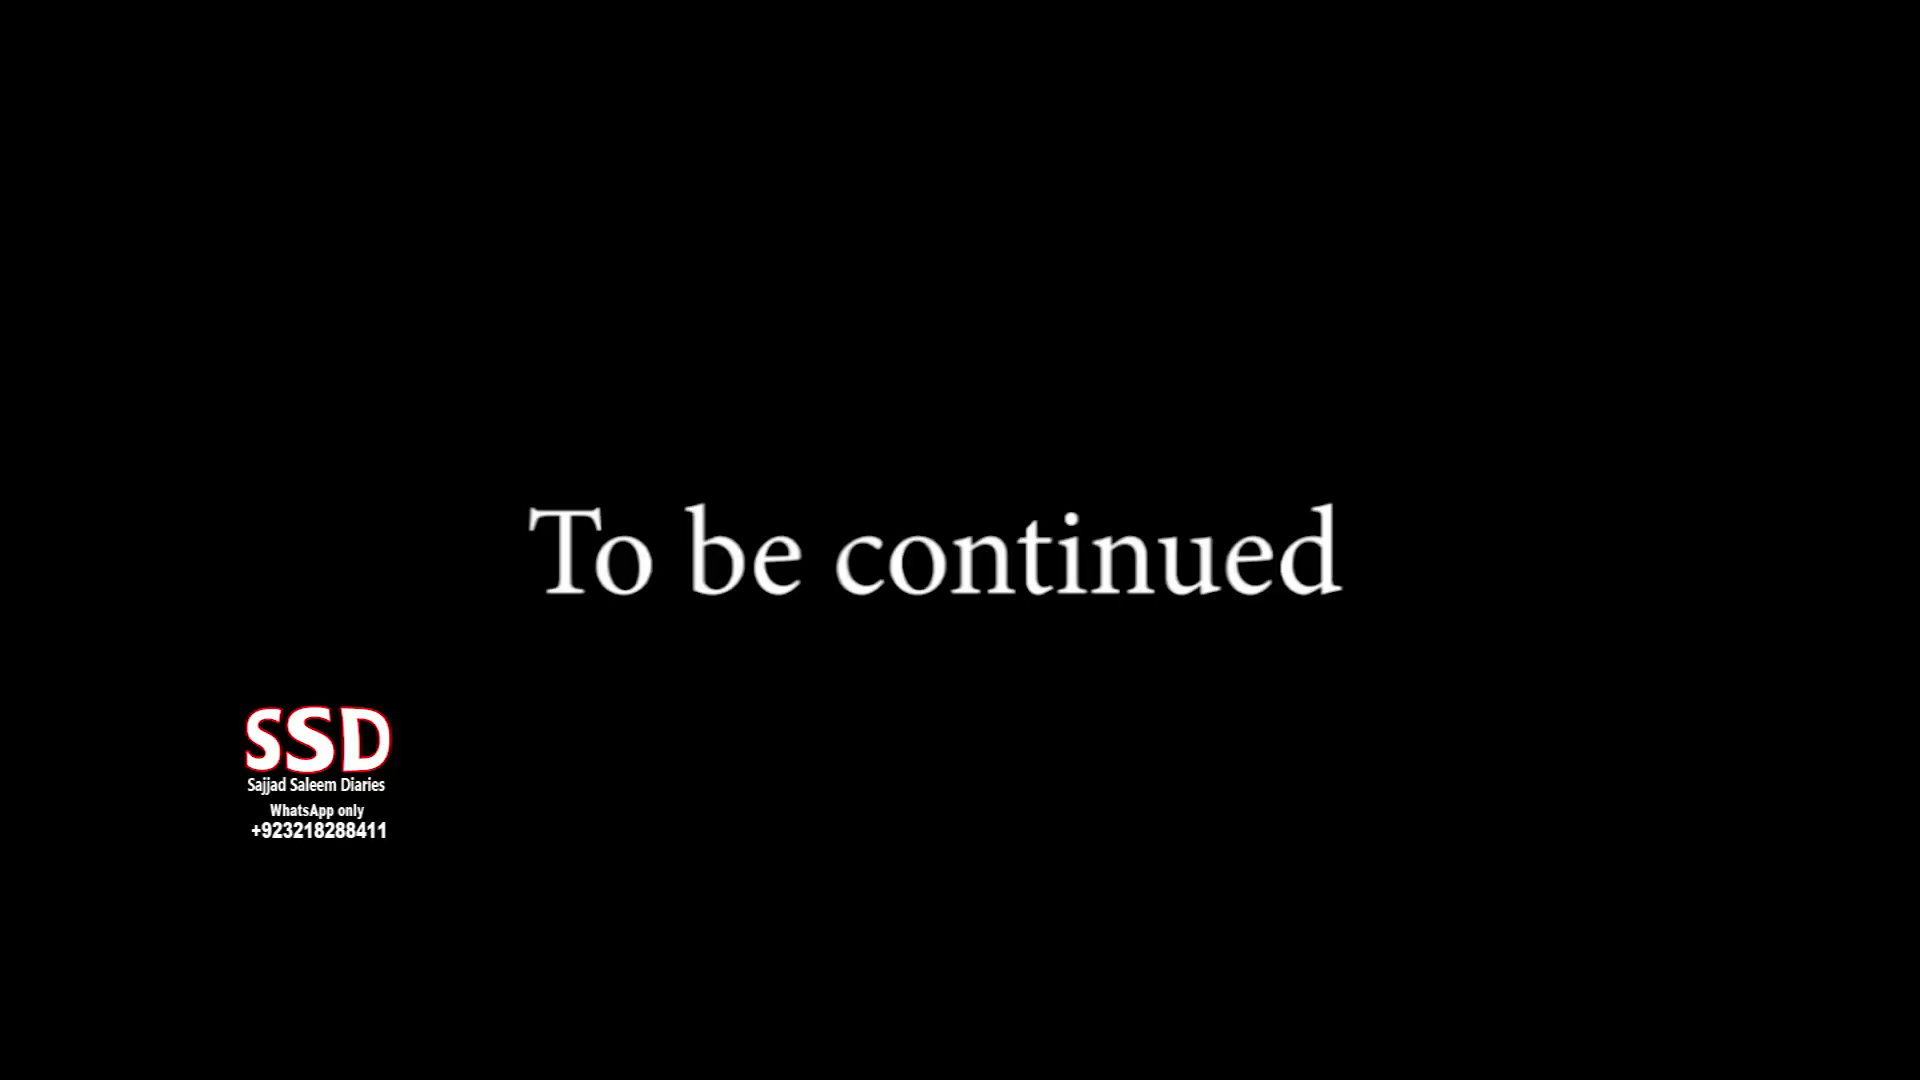 To be continued
SSD
Sajjad Saleem Diaries
WhatsApp only
+923218288411